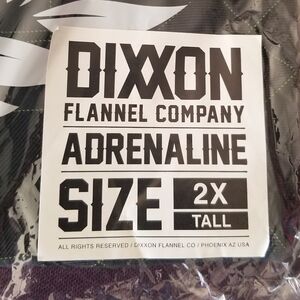 DIXXON
FLANNEL COMPANY
ADRENALINE
SIZE 2X
TALL
ALL RIGHTS RESERVED / DIXXON FLANNEL CO / PHOENIX AZ USA